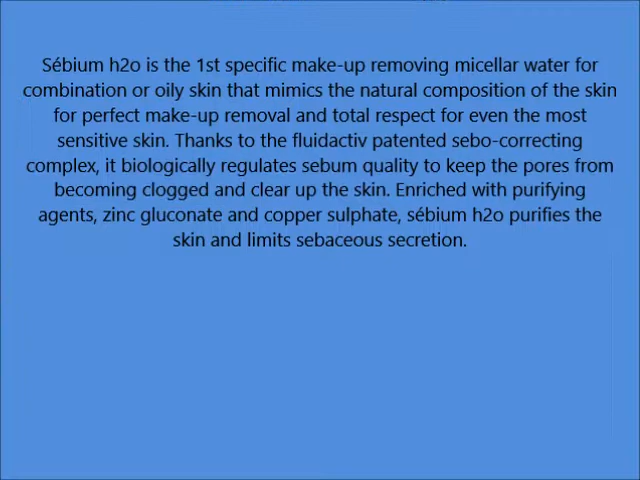 Sébium h2o is the 1st specific make-up removing micellar water for
combination or oily skin that mimics the natural composition of the skin
for perfect make-up removal and total respect for even the most
sensitive skin. Thanks to the fluidactiv patented sebo-correcting
complex, it biologically regulates sebum quality to keep the pores from
becoming clogged and clear up the skin. Enriched with purifying
agents, zinc gluconate and copper sulphate, sébium h2o purifies the
skin and limits sebaceous secretion.